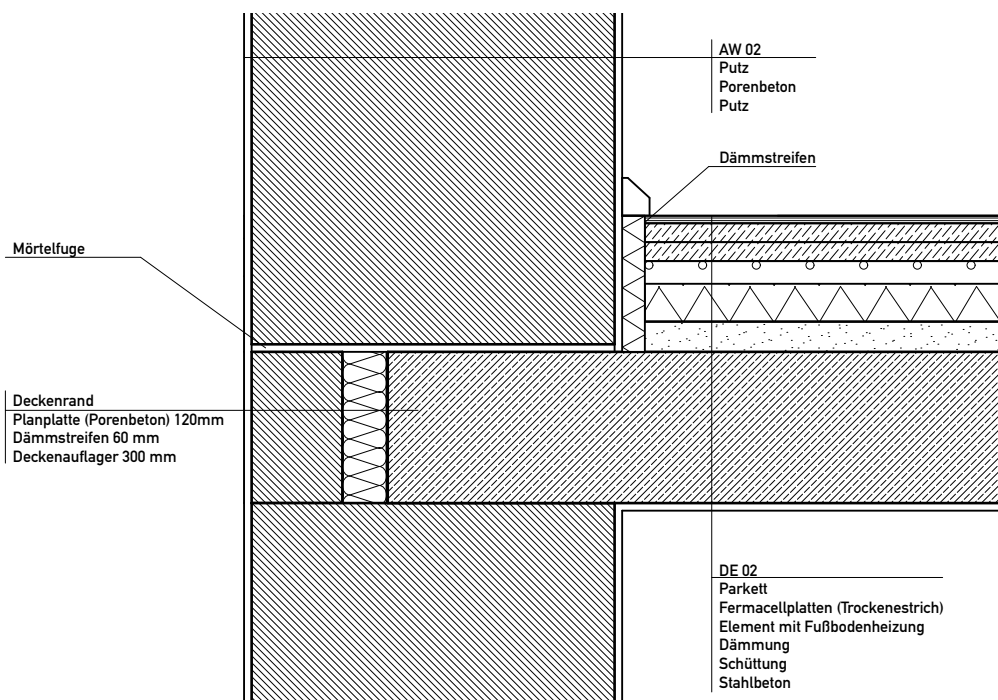 AW 02
Putz
Porenbeton
Putz
Dämmstreifen
Mörtelfuge
Deckenrand
Planplatte (Porenbeton) 120mm
Dämmstreifen 60 mm
Deckenauflager 300 mm
DE 02
Parkett
Fermacellplatten (Trockenestrich)
Element mit Fußbodenheizung
Dämmung
Schüttung
Stahlbeton